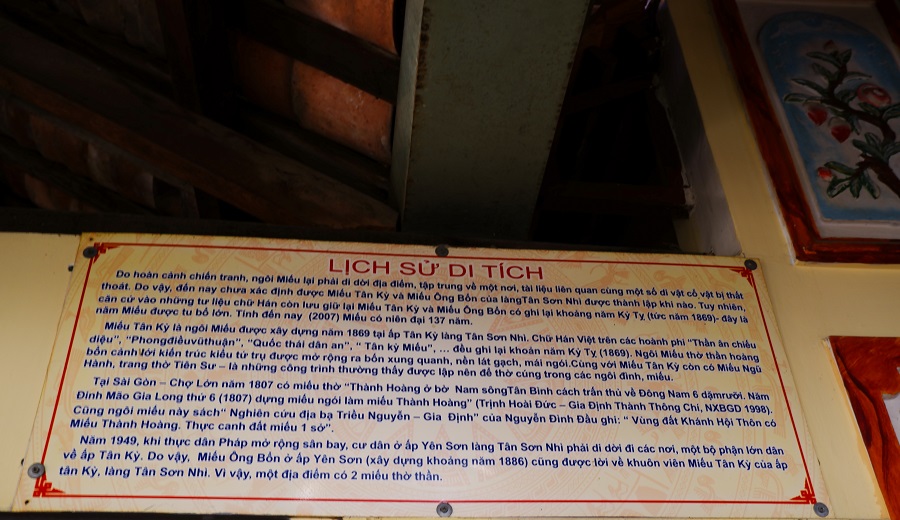 LỊCH SỬ DI TÍCH
Do hoàn cảnh chiến tranh, ngôi Miếu lại phải di dời địa điểm, tập trung về một nơi, tài liệu liên quan cùng một số di vật cổ vật bị thất
thoát. Do vậy, đến nay chưa xác định được Miếu Tân Kỳ và Miếu Ông Bổn của làngTân Sơn Nhì được thành lập khi nào. Tuy nhiên,
căn cứ vào những tư liệu chữ Hán còn lưu giữ lại Miếu Tân Kỳ và Miếu Ông Bổn có ghi lại khoảng năm Kỷ Tỵ (tức năm 1869)- đây là
năm Miếu được tu bổ lớn. Tính đến nay (2007) Miếu có niên đại 137 năm.
Miếu Tân Kỳ là ngôi Miếu được xây dựng năm 1869 tại ấp Tân Kỳ làng Tân Sơn Nhì. Chữ Hán Việt trên các hoành phi "Thần ân chiếu
diệu", "Phongđiềuvũthuận", "Quốc thái dân an", " Tân kỳ Miếu", ... đều ghi lại khoản năm Kỷ Tỵ (1869). Ngôi Miếu thờ thần hoàng
bổn cảnh với kiến trúc kiểu tứ trụ được mở rộng ra bốn xung quanh, nền lát gạch, mái ngói.Cùng với Miếu Tân Kỳ còn có Miếu Ngũ
Hành, trang thờ Tiên Sư – là những công trình thường thấy được lập nên để thờ cúng trong các ngôi đình, miếu.
Tại Sài Gòn – Chợ Lớn năm 1807 có miếu thờ "Thành Hoàng ở bờ Nam sôngTân Bình cách trấn thủ về Đông Nam 6 dặmrưỡi. Năm
Đinh Mão Gia Long thứ 6 (1807) dựng miếu ngói làm miếu Thành Hoàng" (Trịnh Hoài Đức – Gia Định Thành Thông Chí, NXBGD 1998).
Cũng ngôi miếu này sách" Nghiên cứu địa bạ Triều Nguyễn – Gia Định" của Nguyễn Đình Đầu ghi: " Vùng đất Khánh Hội Thôn có
Miếu Thành Hoàng. Thực canh đất miếu 1 sở".
Năm 1949, khi thực dân Pháp mở rộng sân bay, cư dân ở ấp Yên Sơn làng Tân Sơn Nhì phải di dời đi các nơi, một bộ phận lớn dân
về ấp Tân Kỳ. Do vậy, Miếu Ông Bổn ở ấp Yên Sơn (xây dựng khoảng năm 1886) cũng được lời về khuôn viên Miếu Tân Kỳ của ấp
tân Kỳ, làng Tân Sơn Nhì. Vì vậy, một địa điểm có 2 miếu thờ thần.